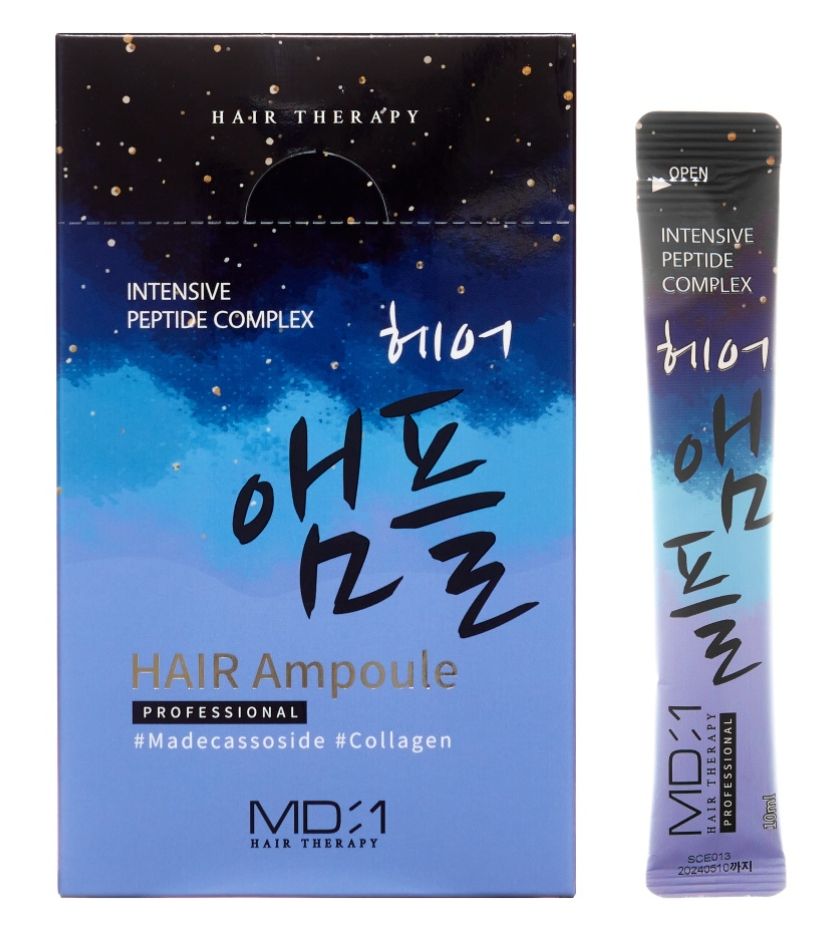 HAIR THERAPY
INTENSIVE
PEPTIDE COMPLEX
헤어
앰플
HAIR Ampoule
PROFESSIONAL
#Madecassoside #Collagen
MD:1
HAIR THERAPY
OPEN
INTENSIVE
PEPTIDE
COMPLEX
헤어
앰플
MD:1
HAIR THERAPY
PROFESSIONAL
10ml
SCE013
20240510까지